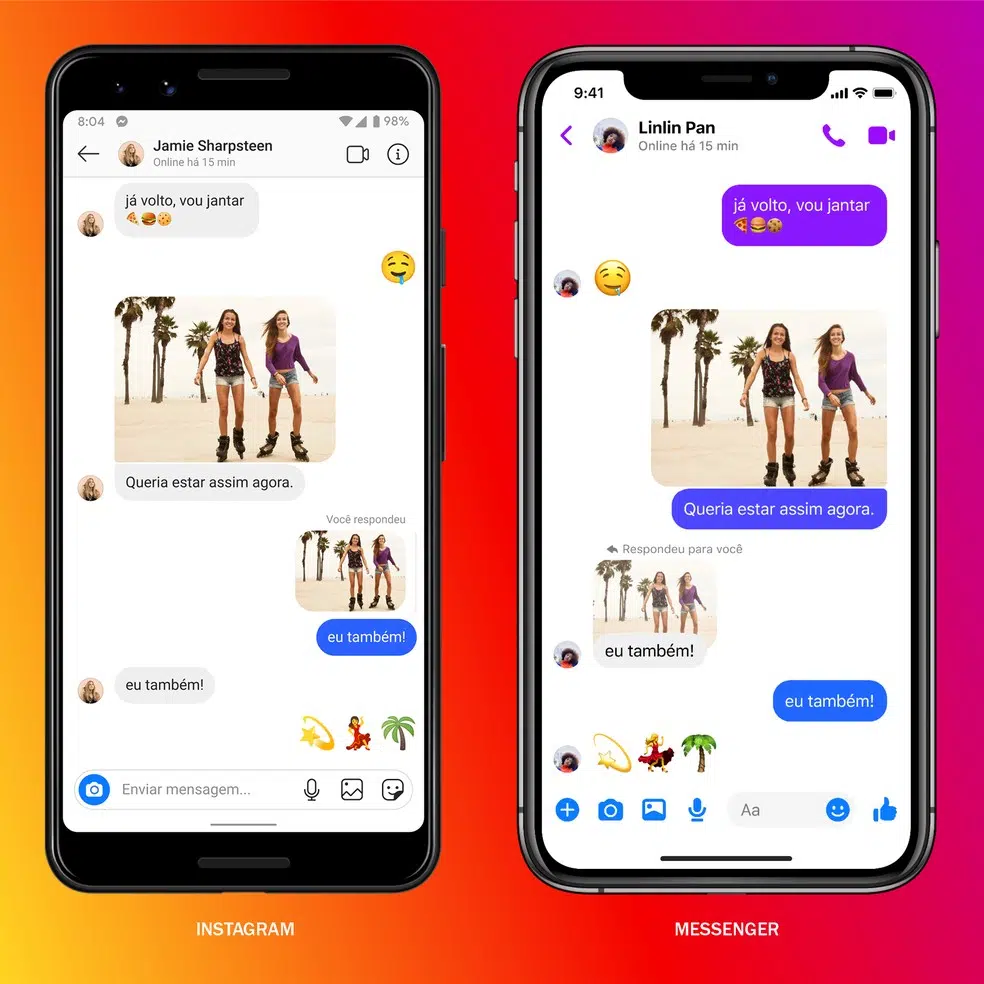 8:04
98%
Jamie Sharpsteen
Online há 15 min
já volto, vou jantar
🍕🍔🍪
🤤
Queria estar assim agora.
Você respondeu
eu também!
eu também!
💫💃🌴
Enviar mensagem...
INSTAGRAM
9:41
Linlin Pan
Online há 15 min
já volto, vou jantar
🍕🍔🍪
🤤
Queria estar assim agora.
Respondeu para você
eu também!
eu também!
💫💃🌴
Aa
MESSENGER